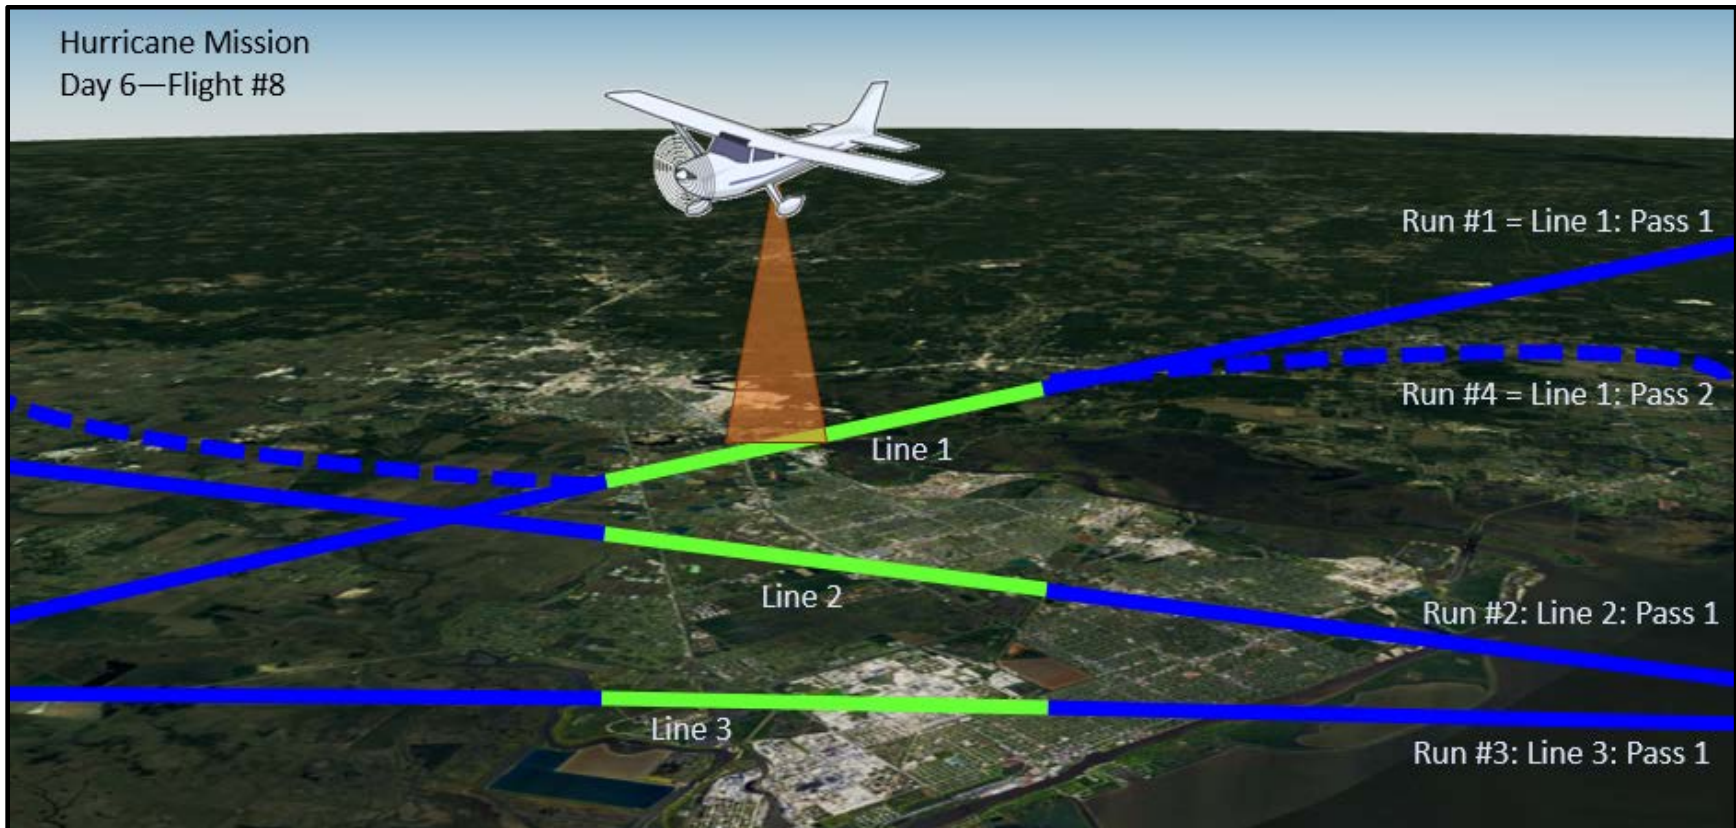 Hurricane Mission
Day 6—Flight #8
Run #1 = Line 1: Pass 1
Run #4 = Line 1: Pass 2
Line 1
Line 2
Run #2: Line 2: Pass 1
Line 3
Run #3: Line 3: Pass 1